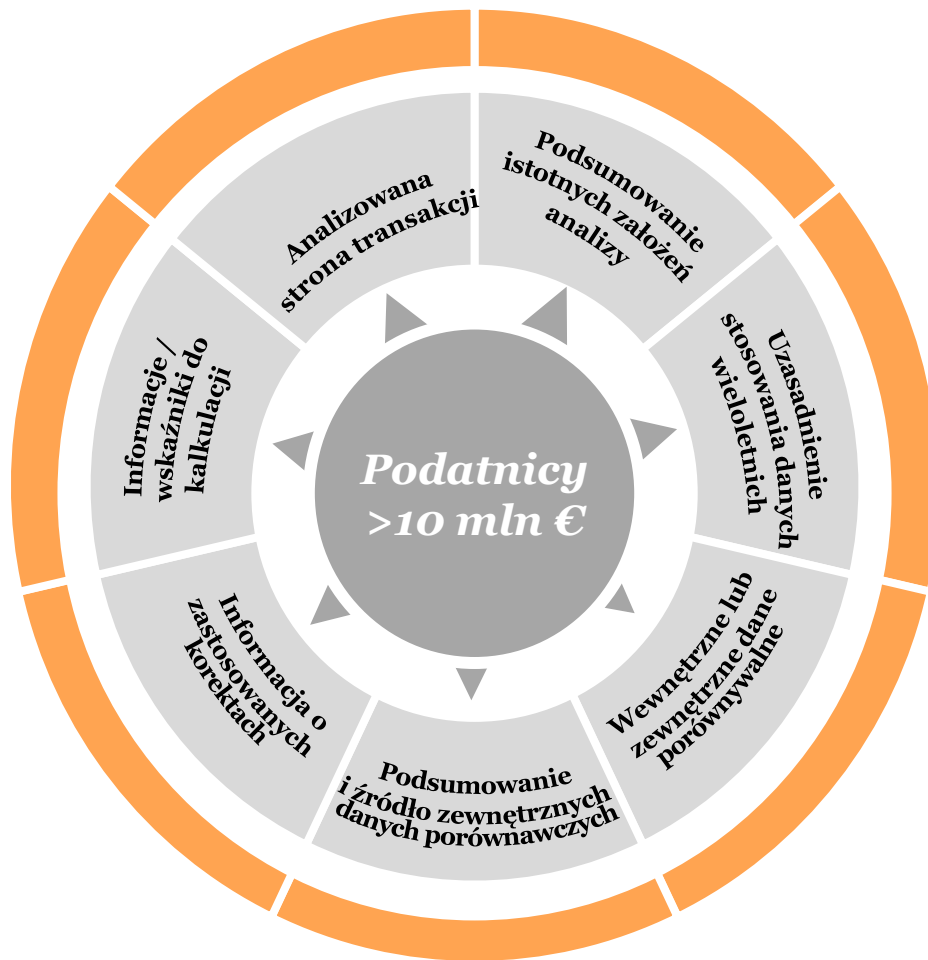 Podsumowanie
istotnych założeń
analizy
Uzasadnienie
stosowania danych
wieloletnich
Wewnętrzne lub
zewnętrzne dane
porównywalne
Podsumowanie
i źródło zewnętrznych
danych porównawczych
Informacja o
zastosowanych
korektach
Informacje /
wskaźniki do
kalkulacji
Analizowana
strona transakcji
Podatnicy
>10 mln €